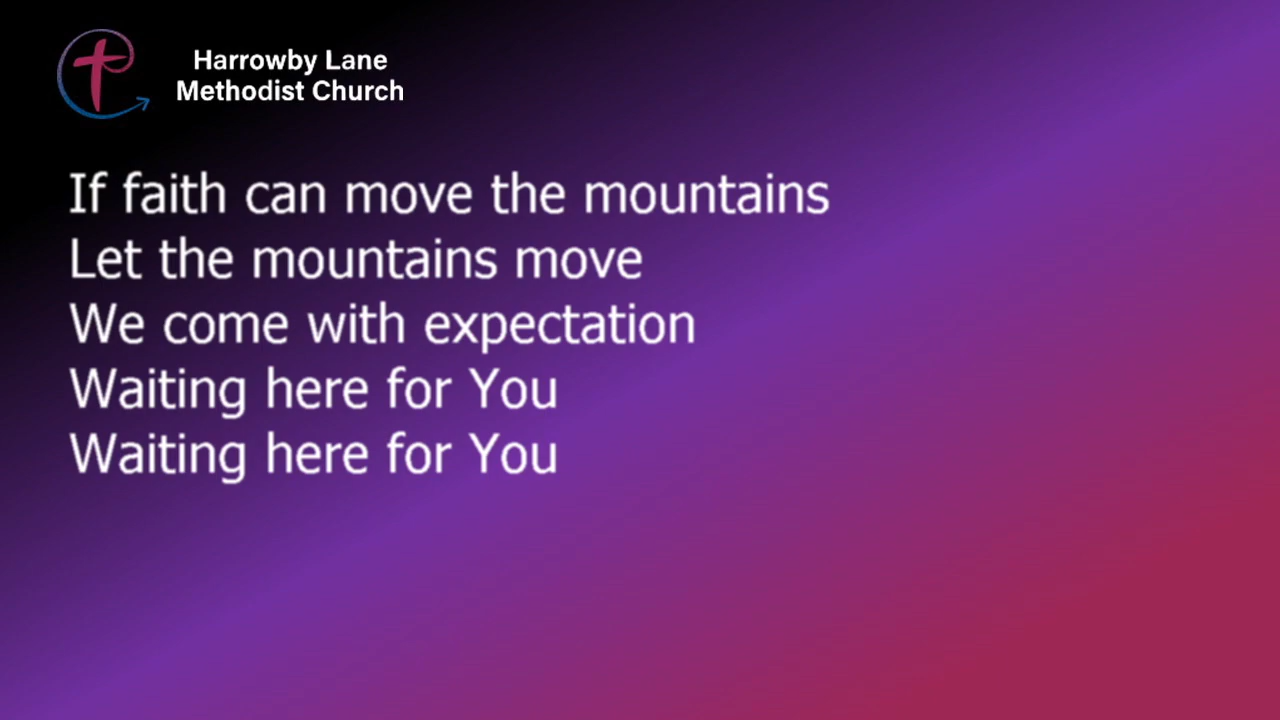 Harrowby Lane
Methodist Church
If faith can move the mountains
Let the mountains move
We come with expectation
Waiting here for You
Waiting here for You